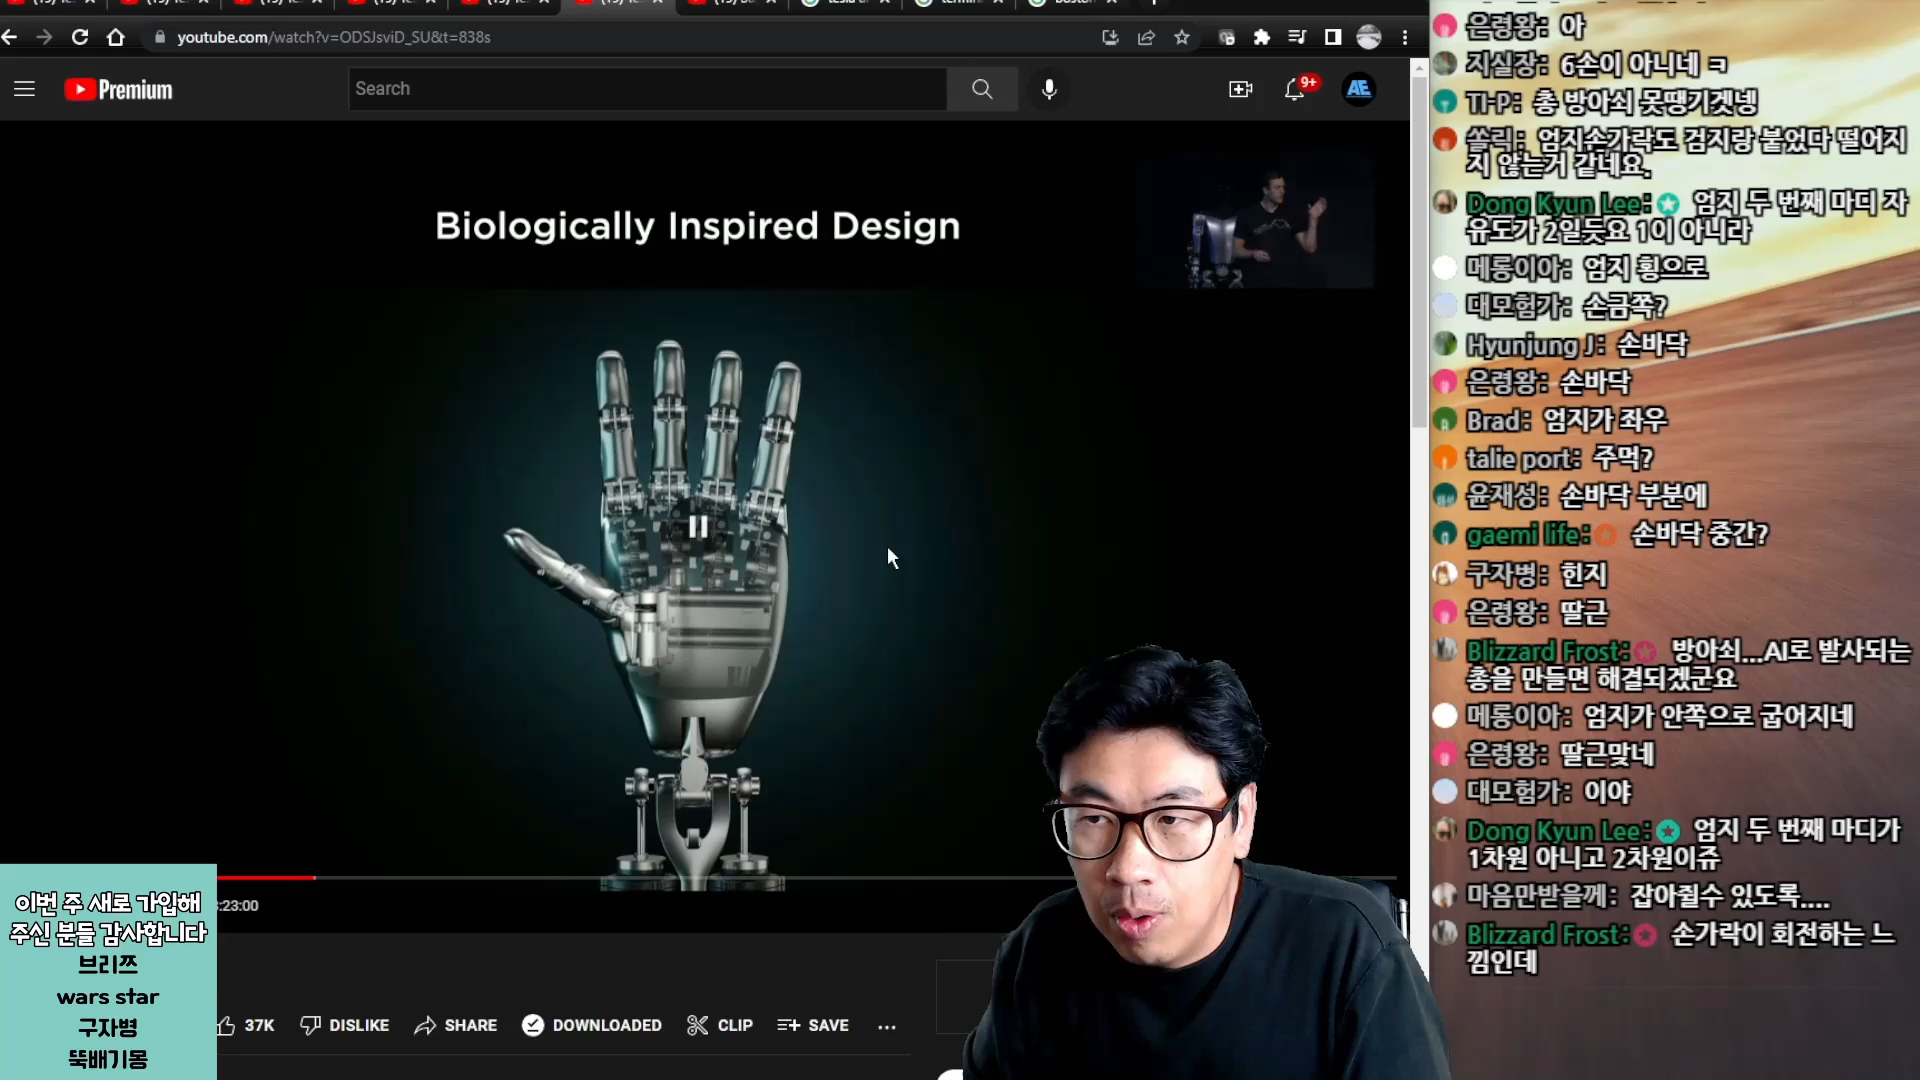 youtube.com/watch?v=ODSJsviD_SU&t=838s
Premium
Search
9+
AE
Biologically Inspired Design
:23:00
이번 주 새로 가입해
주신 분들 감사합니다
브리쯔
wars star
구자병
뚝배기몽
37K
DISLIKE
SHARE
DOWNLOADED
CLIP
SAVE
은령왕: 아
지실장: 6손이 아니네 ㅋ
TI-P: 총 방아쇠 못땡기겟넹
쏠릭: 엄지손가락도 검지랑 붙었다 떨어지
지 않는거 같네요.
Dong Kyun Lee: 엄지 두 번째 마디 자
유도가 2일듯요 1이 아니라
메롱이아: 엄지 횡으로
대모험가: 손금쪽?
Hyunjung J: 손바닥
은령왕: 손바닥
Brad: 엄지가 좌우
talie port: 주먹?
윤재성: 손바닥 부분에
gaemi life: 손바닥 중간?
구자병: 힌지
은령왕: 딸근
Blizzard Frost: 방아쇠...AI로 발사되는
총을 만들면 해결되겠군요
메롱이아: 엄지가 안쪽으로 굽어지네
은령왕: 딸근맞네
대모험가: 이야
Dong Kyun Lee: 엄지 두 번째 마디가
1차원 아니고 2차원이쥬
마음만받을께: 잡아쥘수 있도록....
Blizzard Frost: 손가락이 회전하는 느
낌인데